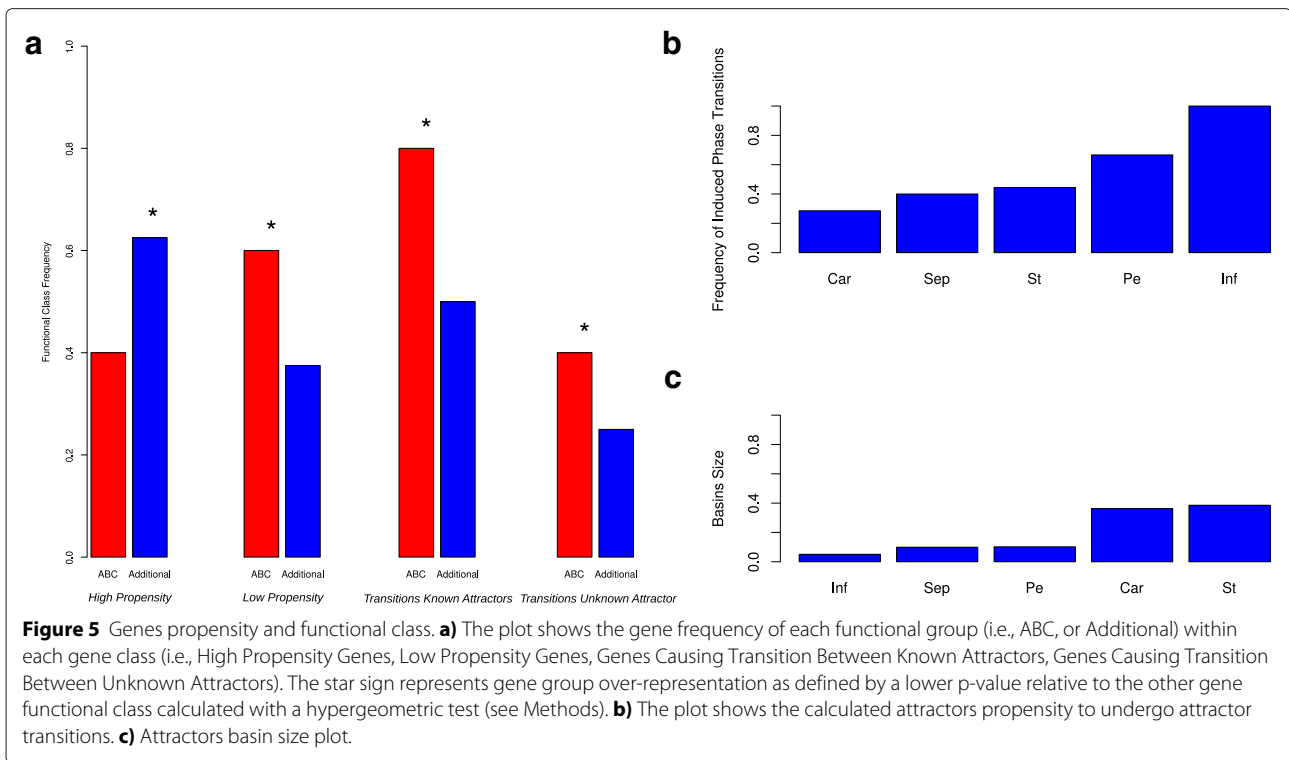 a
Functional Class Frequency
0.0 0.2 0.4 0.6 0.8 1.0
* * * *
ABC Additional ABC Additional ABC Additional ABC Additional
High Propensity Low Propensity Transitions Known Attractors Transitions Unknown Attractor
b
Frequency of Induced Phase Transitions
0.0 0.4 0.8
Car Sep St Pe Inf
c
Basins Size
0.0 0.4 0.8
Inf Sep Pe Car St
Figure 5 Genes propensity and functional class. a) The plot shows the gene frequency of each functional group (i.e., ABC, or Additional) within
each gene class (i.e., High Propensity Genes, Low Propensity Genes, Genes Causing Transition Between Known Attractors, Genes Causing Transition
Between Unknown Attractors). The star sign represents gene group over-representation as defined by a lower p-value relative to the other gene
functional class calculated with a hypergeometric test (see Methods). b) The plot shows the calculated attractors propensity to undergo attractor
transitions. c) Attractors basin size plot.